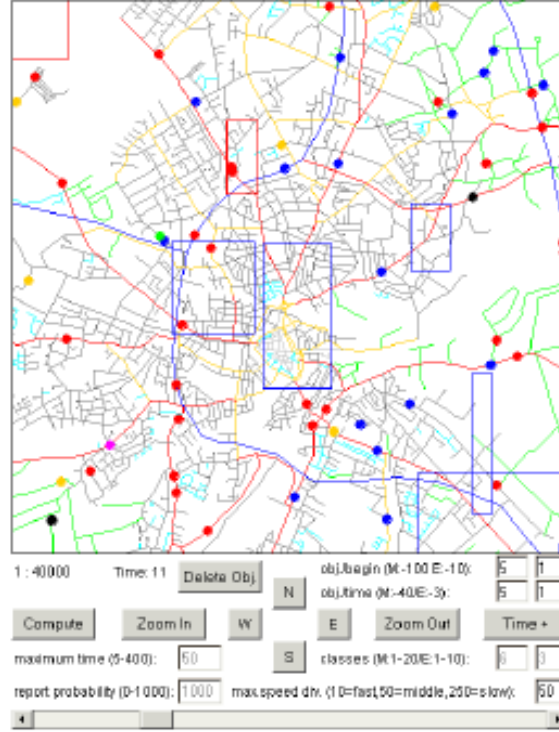 1 : 40000 Time: 11 Delete Obj. obj./begin (M:-100 E:-10): 5 1
N obj./time (M:-40/E:-3): 5 1
Compute Zoom In W E Zoom Out Time +
maximum time (5-400): 50 S classes (M:1-20/E:1-10): 6 3
report probability (0-1000): 1000 max.speed div. (10=fast,50=middle,250=slow): 50